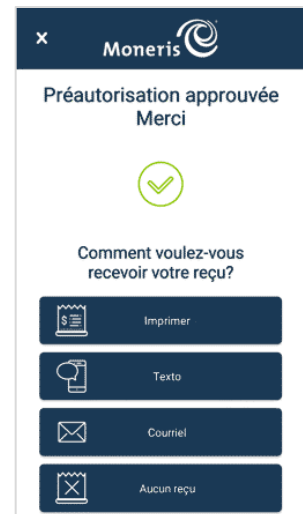 × Moneris
Préautorisation approuvée
Merci
Comment voulez-vous
recevoir votre reçu?
$ Imprimer
Texto
Courriel
Aucun reçu